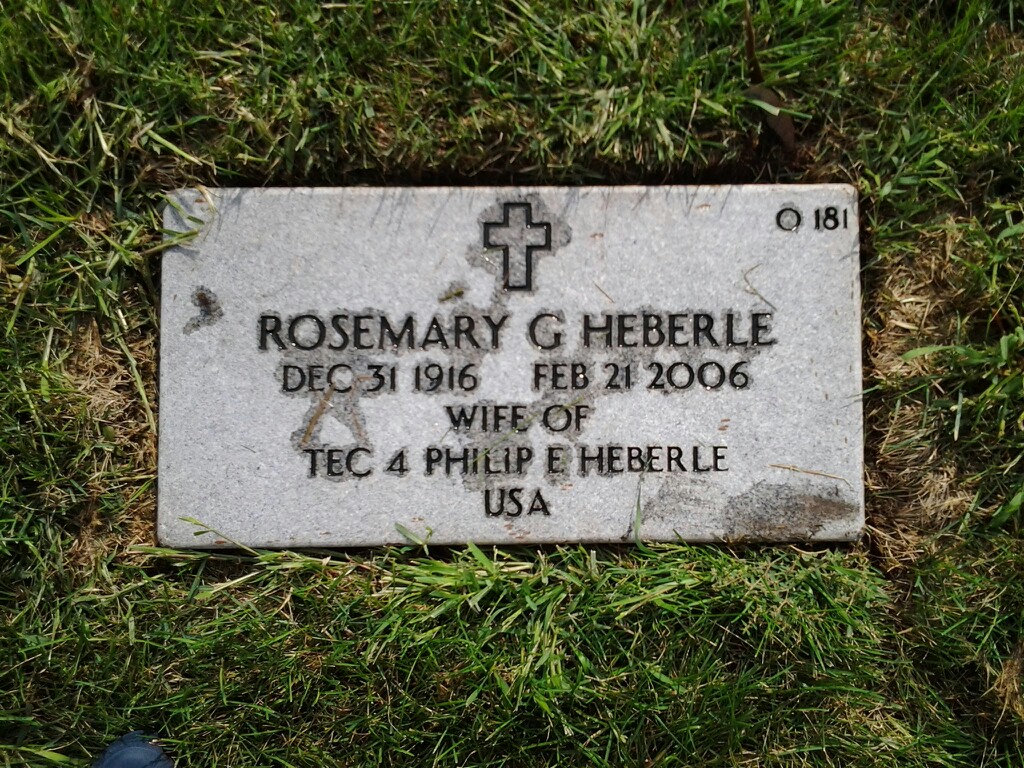 O 181
ROSEMARY G HEBERLE
DEC 31 1916 FEB 21 2006
WIFE OF
TEC 4 PHILIP E HEBERLE
USA